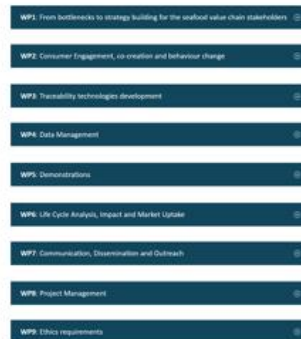 WP1: From bottlenecks to strategy building for the seafood value chain stakeholders
WP2: Consumer Engagement, co creation and behaviour change
WP3: Traceability technologies development
WP4: Data Management
WP5: Demonstrations
WP6: Life Cycle Analysis, Impact and Market Uptake
WP7: Communication, Dissemination and Outreach
WP8: Project Management
WP9: Ethics requirements